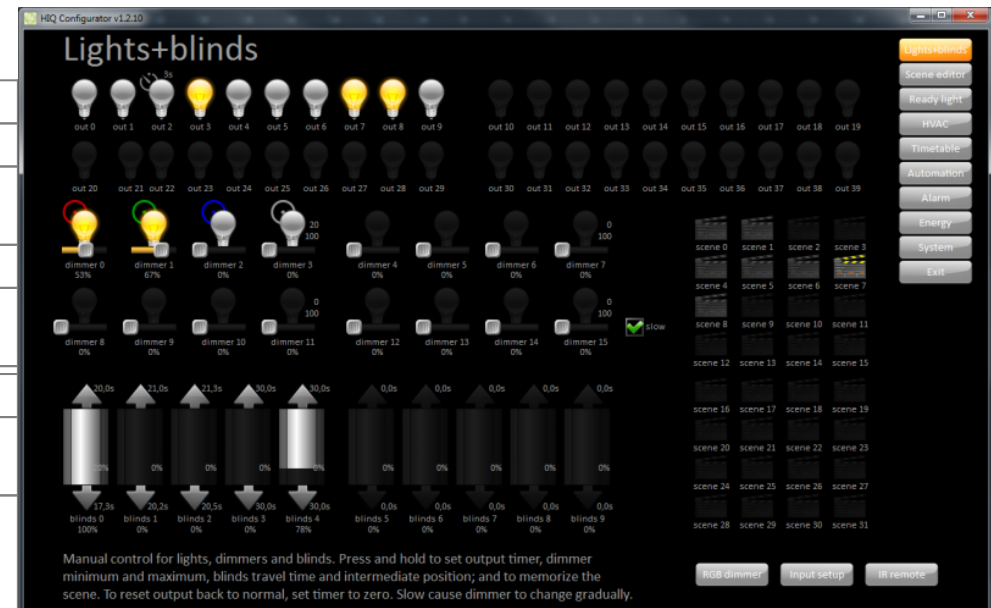 HIQ Configurator v1.2.10
Lights+blinds
3s
out 0 out 1 out 2 out 3 out 4 out 5 out 6 out 7 out 8 out 9 out 10 out 11 out 12 out 13 out 14 out 15 out 16 out 17 out 18 out 19
out 20 out 21 out 22 out 23 out 24 out 25 out 26 out 27 out 28 out 29 out 30 out 31 out 32 out 33 out 34 out 35 out 36 out 37 out 38 out 39
20 0
100 100
dimmer 0 dimmer 1 dimmer 2 dimmer 3 dimmer 4 dimmer 5 dimmer 6 dimmer 7
53% 67% 0% 0% 0% 0% 0% 0%
0 0
100 100
slow
dimmer 8 dimmer 9 dimmer 10 dimmer 11 dimmer 12 dimmer 13 dimmer 14 dimmer 15
0% 0% 0% 0% 0% 0% 0% 0%
20,0s 21,0s 21,3s 30,0s 30,0s 0,0s 0,0s 0,0s 0,0s 0,0s
20% 0% 0% 0% 0% 0% 0% 0% 0% 0%
17,3s 20,2s 20,5s 30,0s 30,0s 0,0s 0,0s 0,0s 0,0s 0,0s
blinds 0 blinds 1 blinds 2 blinds 3 blinds 4 blinds 5 blinds 6 blinds 7 blinds 8 blinds 9
100% 0% 0% 0% 78% 0% 0% 0% 0% 0%
scene 0 scene 1 scene 2 scene 3
scene 4 scene 5 scene 6 scene 7
scene 8 scene 9 scene 10 scene 11
scene 12 scene 13 scene 14 scene 15
scene 16 scene 17 scene 18 scene 19
scene 20 scene 21 scene 22 scene 23
scene 24 scene 25 scene 26 scene 27
scene 28 scene 29 scene 30 scene 31
Lights+blinds
Scene editor
Ready light
HVAC
Timetable
Automation
Alarm
Energy
System
Exit
Manual control for lights, dimmers and blinds. Press and hold to set output timer, dimmer
minimum and maximum, blinds travel time and intermediate position; and to memorize the
scene. To reset output back to normal, set timer to zero. Slow cause dimmer to change gradually.
RGB dimmer Input setup IR remote